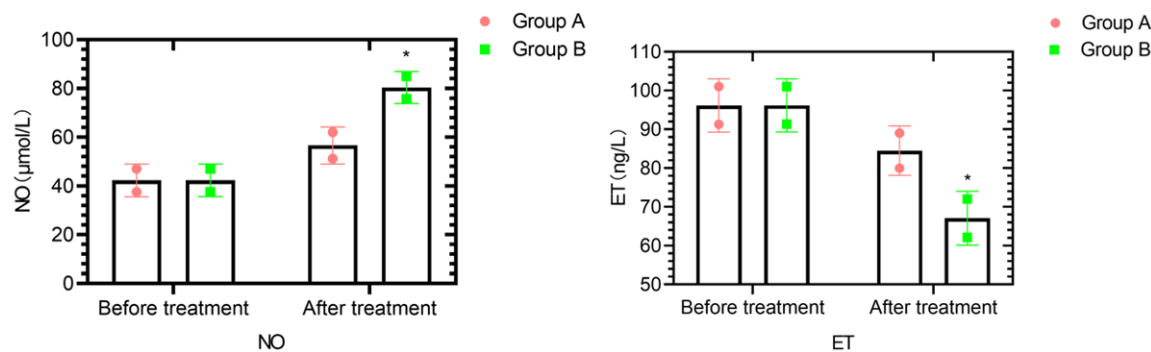 Group A
Group B
100
80
60
40
20
0
NO(μmol/L)
*
Before treatment
After treatment
NO
Group A
Group B
110
100
90
80
70
60
50
ET(ng/L)
*
Before treatment
After treatment
ET